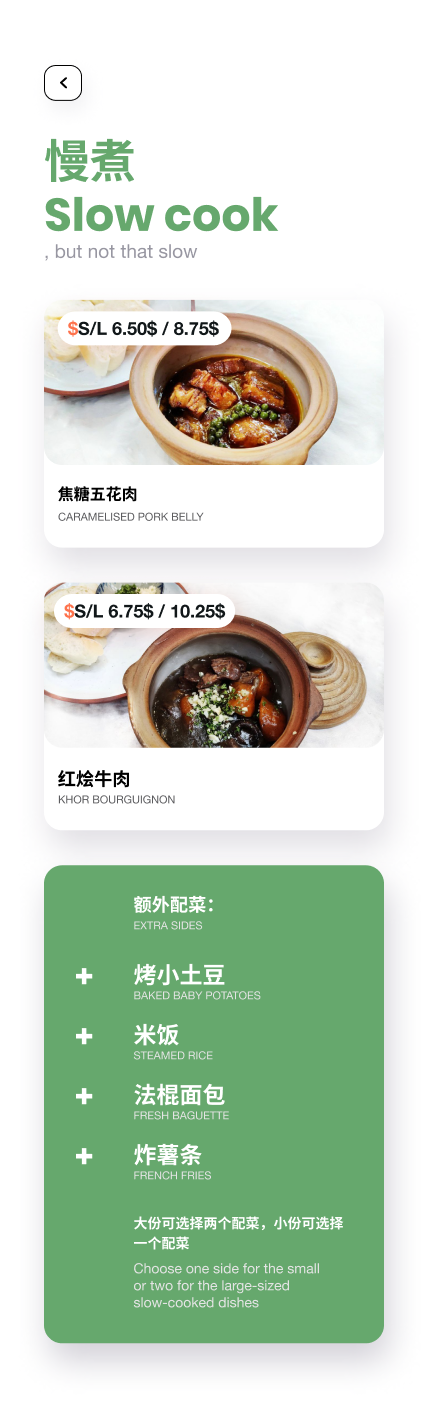 慢煮
Slow cook
, but not that slow
$S/L 6.50$ / 8.75$
焦糖五花肉
CARAMELISED PORK BELLY
$S/L 6.75$ / 10.25$
红烩牛肉
KHOR BOURGUIGNON
额外配菜：
EXTRA SIDES
+ 烤小土豆
BAKED BABY POTATOES
+ 米饭
STEAMED RICE
+ 法棍面包
FRESH BAGUETTE
+ 炸薯条
FRENCH FRIES
大份可选择两个配菜，小份可选择
一个配菜
Choose one side for the small
or two for the large-sized
slow-cooked dishes